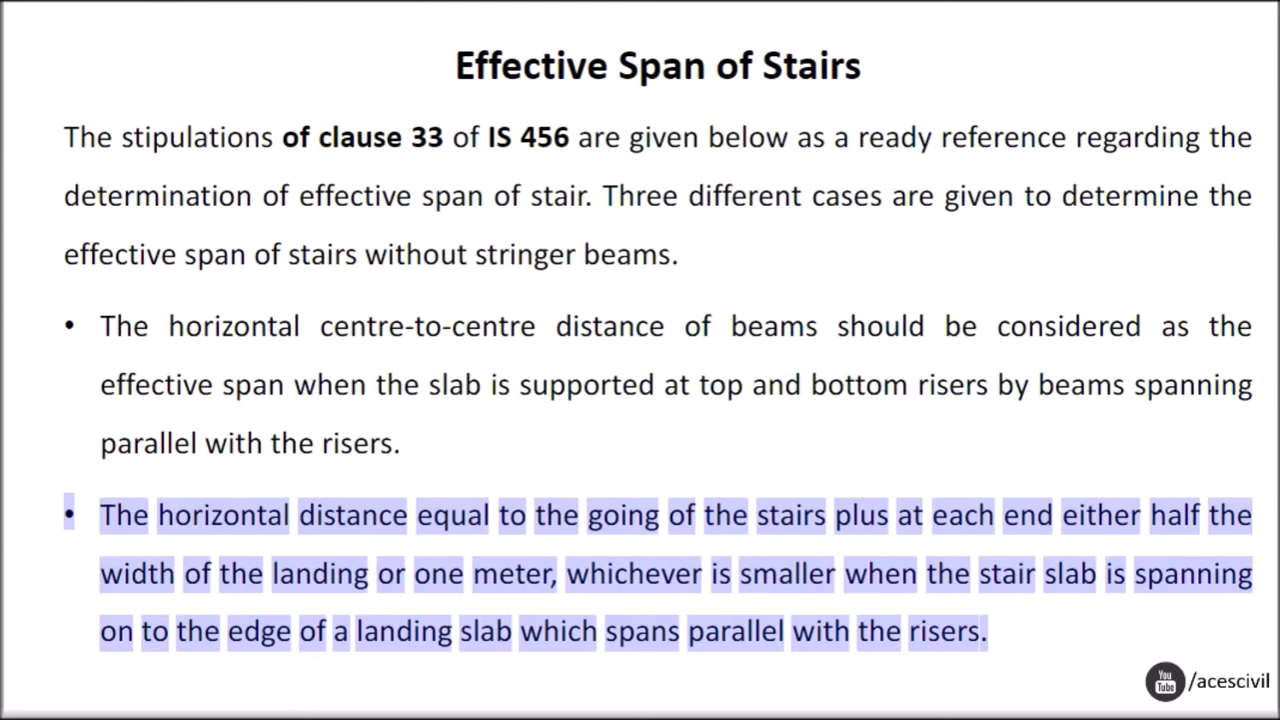 Effective Span of Stairs
The stipulations of clause 33 of IS 456 are given below as a ready reference regarding the
determination of effective span of stair. Three different cases are given to determine the
effective span of stairs without stringer beams.
• The horizontal centre-to-centre distance of beams should be considered as the
effective span when the slab is supported at top and bottom risers by beams spanning
parallel with the risers.
• The horizontal distance equal to the going of the stairs plus at each end either half the
width of the landing or one meter, whichever is smaller when the stair slab is spanning
on to the edge of a landing slab which spans parallel with the risers.
You
Tube
/acescivil